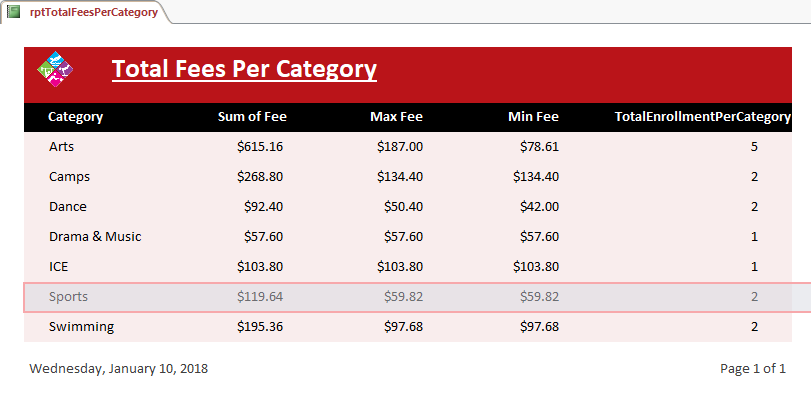 rptTotalFeesPerCategory
Total Fees Per Category
Category Sum of Fee Max Fee Min Fee TotalEnrollmentPerCategory
Arts $615.16 $187.00 $78.61 5
Camps $268.80 $134.40 $134.40 2
Dance $92.40 $50.40 $42.00 2
Drama & Music $57.60 $57.60 $57.60 1
ICE $103.80 $103.80 $103.80 1
Sports $119.64 $59.82 $59.82 2
Swimming $195.36 $97.68 $97.68 2
Wednesday, January 10, 2018 Page 1 of 1